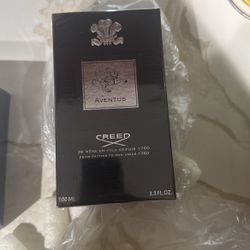 AVENTUS
CREED
DE PÈRE EN FILS DEPUIS 1760
FROM FATHER TO SON SINCE 1760
100 ML
3.3 FL.OZ.